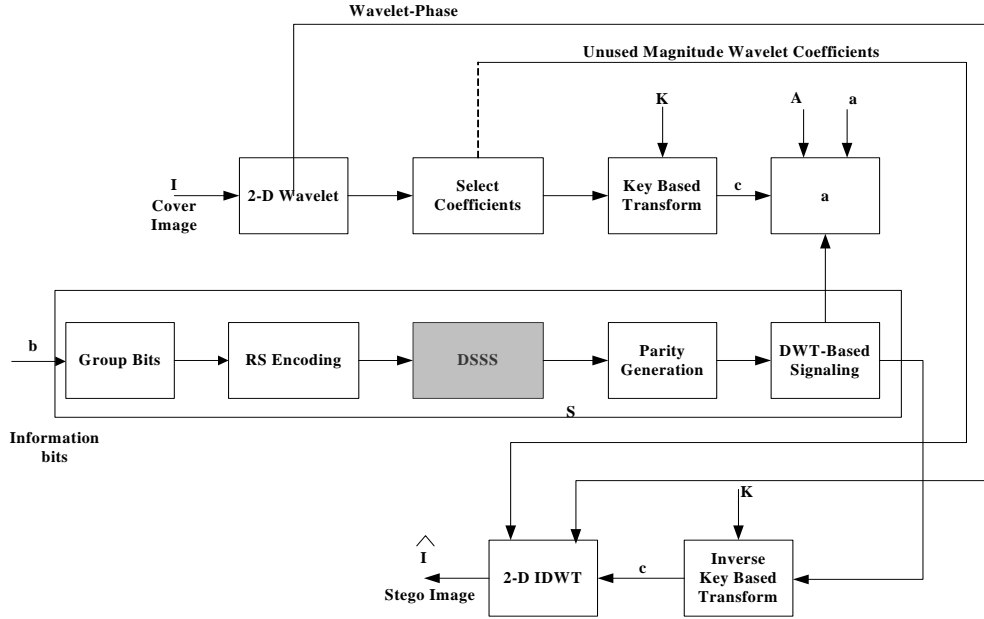 Wavelet-Phase
Unused Magnitude Wavelet Coefficients
K
A
a
I
Cover
Image
2-D Wavelet
Select
Coefficients
Key Based
Transform
c
a
b
Group Bits
RS Encoding
DSSS
Parity
Generation
DWT-Based
Signaling
S
Information
bits
K
^
I
Stego Image
2-D IDWT
c
Inverse
Key Based
Transform